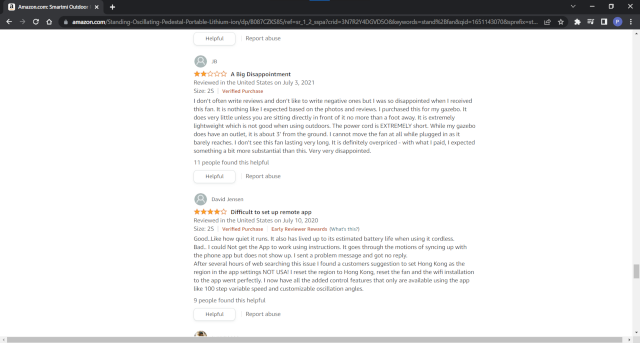 Amazon.com: Smartmi Outdoor
amazon.com/Standing-Oscillating-Pedestal-Portable-Lithium-ion/dp/B087CZKS85/ref=sr_1_2_sspa?crid=3N7R2Y4DGVDSO&keywords=stand%28fan&qid=1651143070&sprefix=st...
Helpful
Report abuse
JR
A Big Disappointment
Reviewed in the United States on July 3, 2021
Size: 2S | Verified Purchase
I don't often write reviews and don't like to write negative ones but I was so disappointed when I received
this fan. It is nothing like I expected based on the photos and reviews. I purchased this for my gazebo. It
does very little unless you are sitting directly in front of it no more than a foot away. It is extremely
lightweight which is not good when using outdoors. The power cord is EXTREMELY short. While my gazebo
does have an outlet, it is about 3' from the ground. I cannot move the fan at all while plugged in as it
barely reaches. I don't see this fan lasting very long. It is definitely overpriced - with what I paid, I expected
something a bit more substantial than this. Very very disappointed.
11 people found this helpful
Helpful
Report abuse
David Jensen
Difficult to set up remote app
Reviewed in the United States on July 10, 2020
Size: 2S | Verified Purchase | Early Reviewer Rewards (What's this?)
Good..Like how quiet it runs. It also has lived up to its estimated battery life when using it cordless.
Bad.. I could Not get the App to work using instructions. It goes through the motions of syncing up with
the phone app but does not show up. I sent a problem message and got no reply.
After several hours of web searching this issue I found a customers suggestion to set Hong Kong as the
region in the app settings NOT USA! I reset the region to Hong Kong, reset the fan and the wifi installation
to the app went perfectly. I now have all the added control features that only are available using the app
like 100 step variable speed and customizable oscillation angles.
9 people found this helpful
Helpful
Report abuse